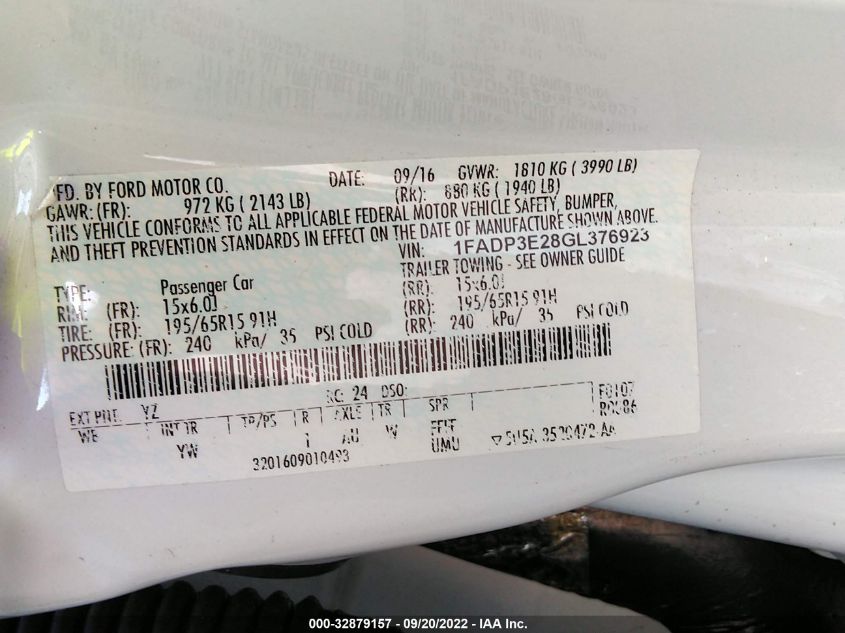 MFD. BY FORD MOTOR CO. DATE: 09/16 GVWR: 1810 KG ( 3990 LB)
GAWR: (FR): 972 KG ( 2143 LB) (RR): 880 KG ( 1940 LB)
THIS VEHICLE CONFORMS TO ALL APPLICABLE FEDERAL MOTOR VEHICLE SAFETY, BUMPER,
AND THEFT PREVENTION STANDARDS IN EFFECT ON THE DATE OF MANUFACTURE SHOWN ABOVE.
VIN: 1FADP3E28GL376923
TRAILER TOWING - SEE OWNER GUIDE
TYPE: Passenger Car
RIM: (FR): 15x6.0J (RR): 15x6.0J
TIRE: (FR): 195/65R15 91H (RR): 195/65R15 91H
PRESSURE: (FR): 240 kPa/ 35 PSI COLD (RR): 240 kPa/ 35 PSI COLD
RC: 24 DSO:
EXT PNT: YZ F0107
WE INT TR TP/PS R AXLE TR SPR
YW 1 AU W EFFF UMU
3201609010493
000-32879157 - 09/20/2022 - IAA Inc.